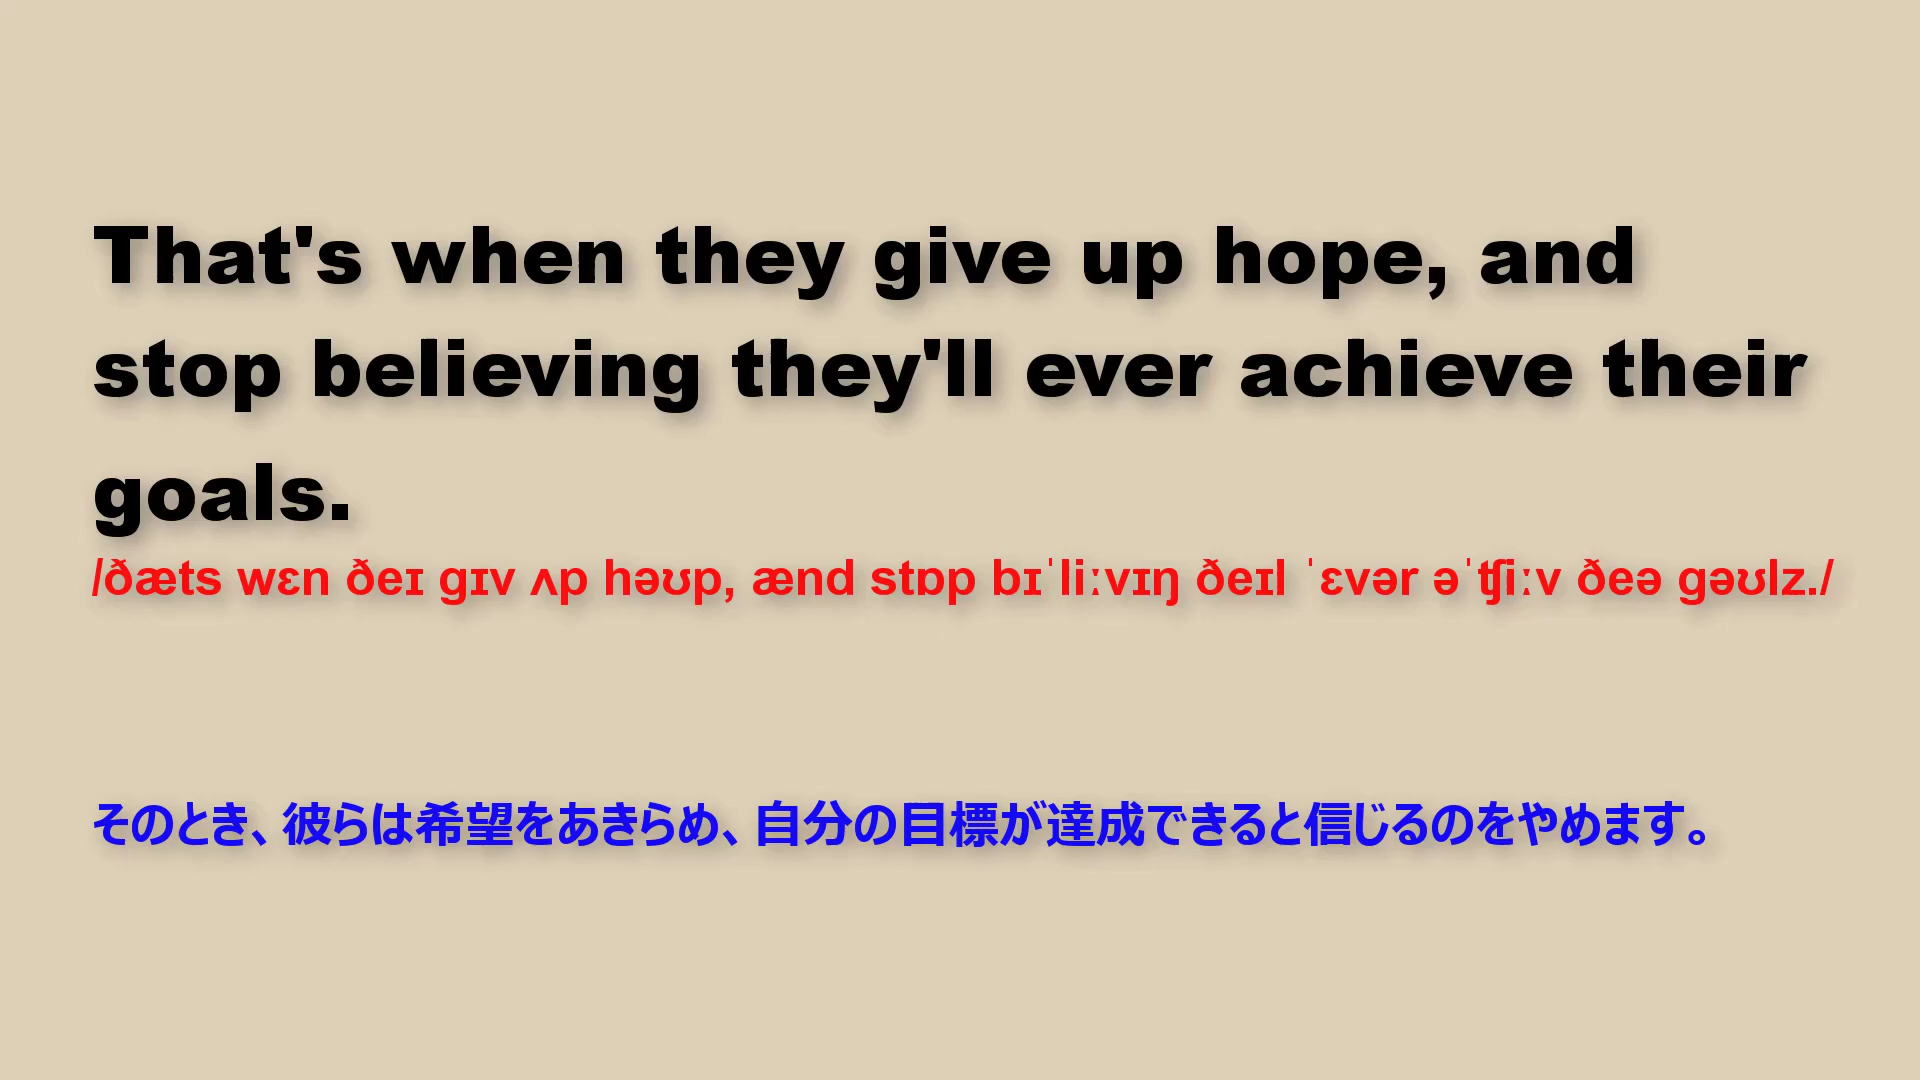 That's when they give up hope, and
stop believing they'll ever achieve their
goals.
/ðæts wɛn ðeɪ gɪv ʌp həʊp, ænd stɒp bɪˈliːvɪŋ ðeɪl ˈɛvər əˈʧiːv ðeə gəʊlz./
そのとき、彼らは希望をあきらめ、自分の目標が達成できると信じるのをやめます。